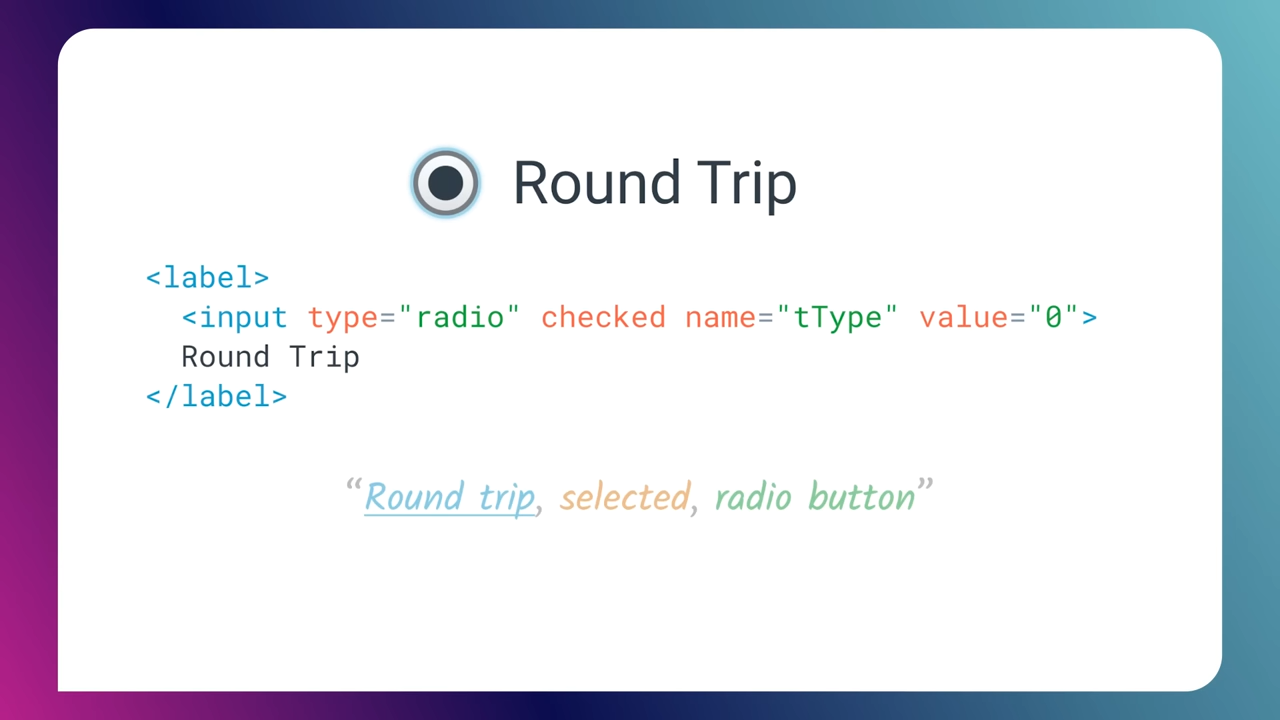 Round Trip
<label>
<input type="radio" checked name="tType" value="0">
Round Trip
</label>
“Round trip, selected, radio button”